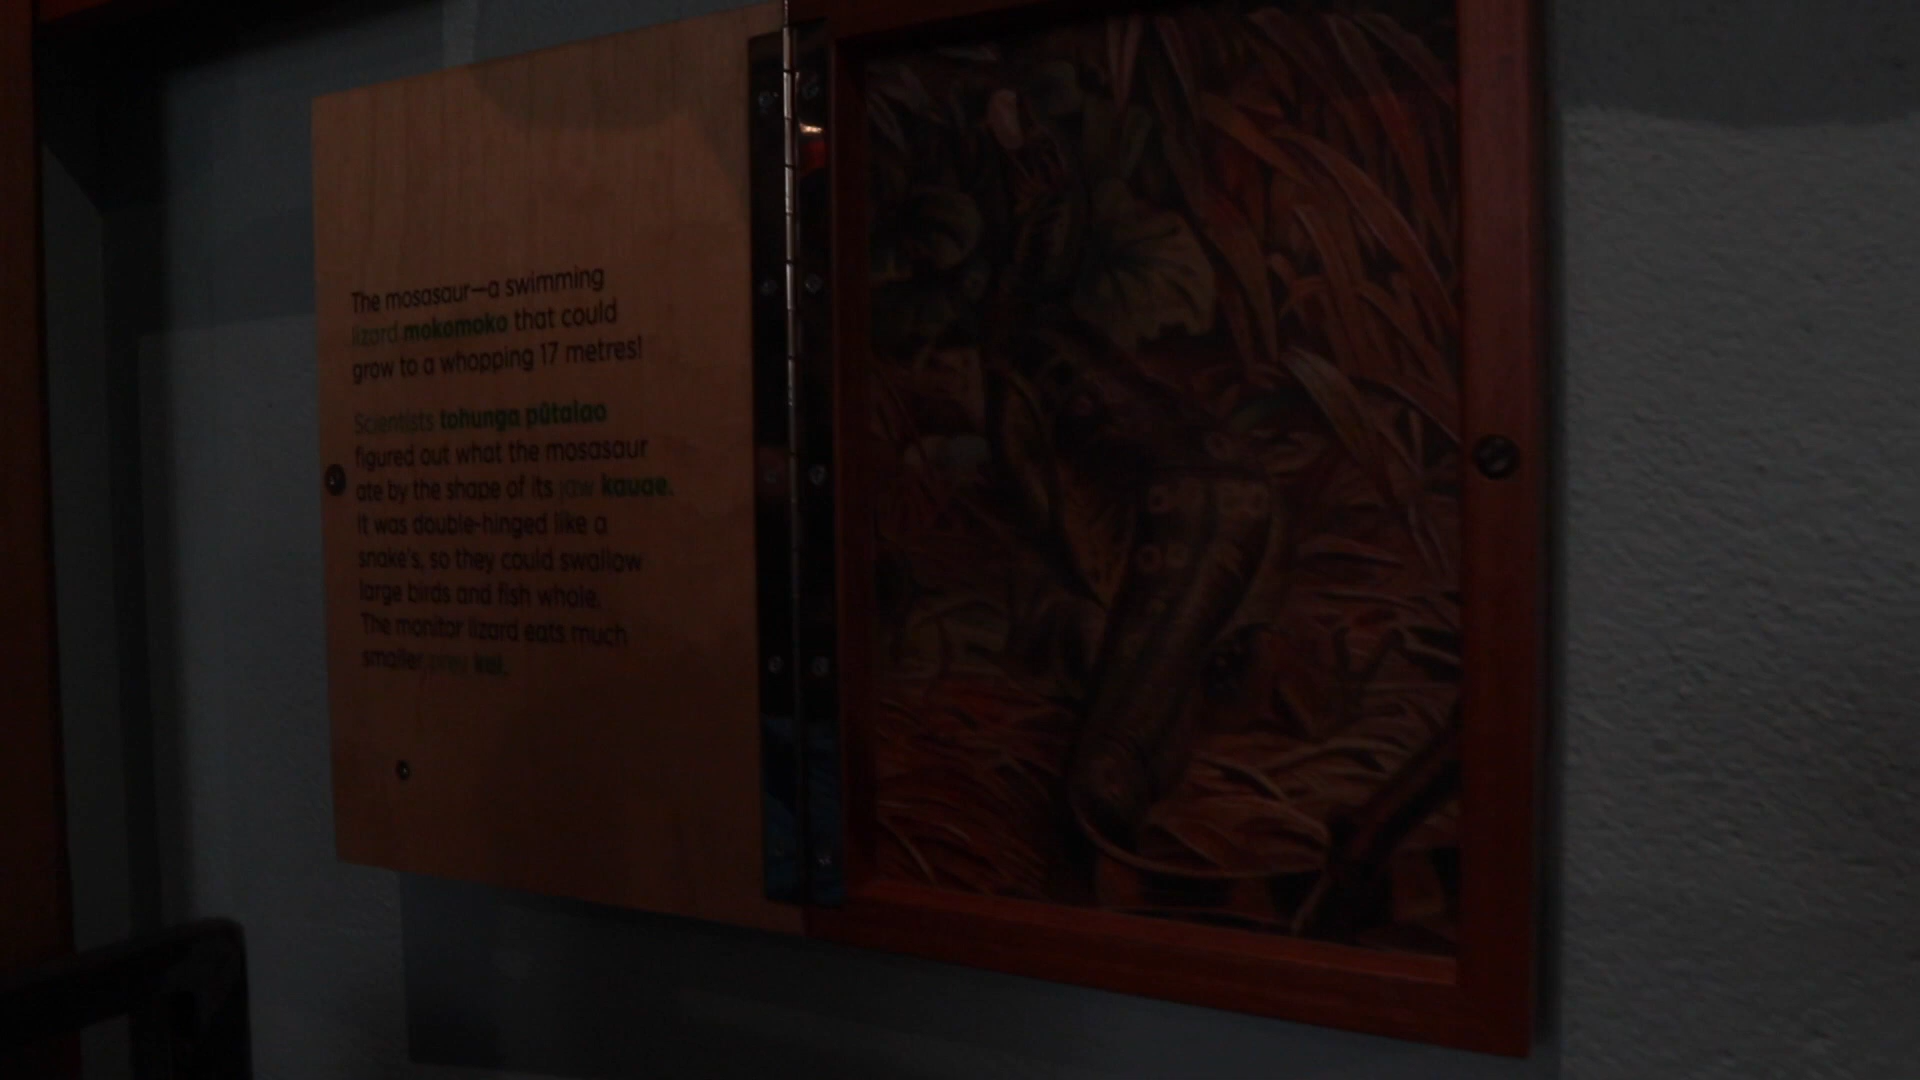 The mosasaur—a swimming
lizard mokomoko that could
grow to a whopping 17 metres!
Scientists tohunga pūtaiao
figured out what the mosasaur
ate by the shape of its jaw kauae.
It was double-hinged like a
snake's, so they could swallow
large birds and fish whole.
The monitor lizard eats much
smaller prey kai.